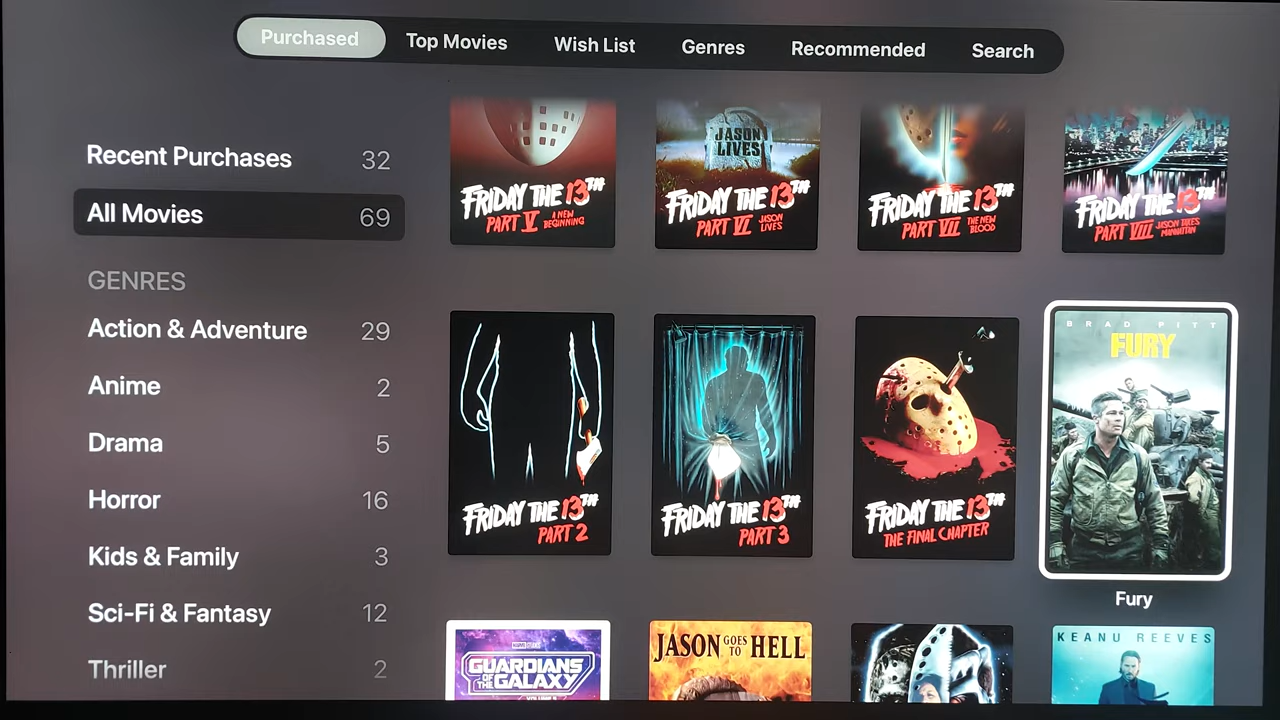 Purchased
Top Movies
Wish List
Genres
Recommended
Search
Recent Purchases 32
All Movies 69
GENRES
Action & Adventure 29
Anime 2
Drama 5
Horror 16
Kids & Family 3
Sci-Fi & Fantasy 12
Thriller 2
FRIDAY THE 13TH
PART V A NEW
BEGINNING
JASON
LIVES
FRIDAY THE 13TH
PART VI JASON
LIVES
FRIDAY THE 13TH
PART VII THE NEW
BLOOD
FRIDAY THE 13TH
PART VIII JASON TAKES
MANHATTAN
FRIDAY THE 13TH
PART 2
FRIDAY THE 13TH
PART 3
FRIDAY THE 13TH
THE FINAL CHAPTER
BRAD PITT
FURY
Fury
GUARDIANS
OF THE GALAXY
JASON GOES TO HELL
KEANU REEVES